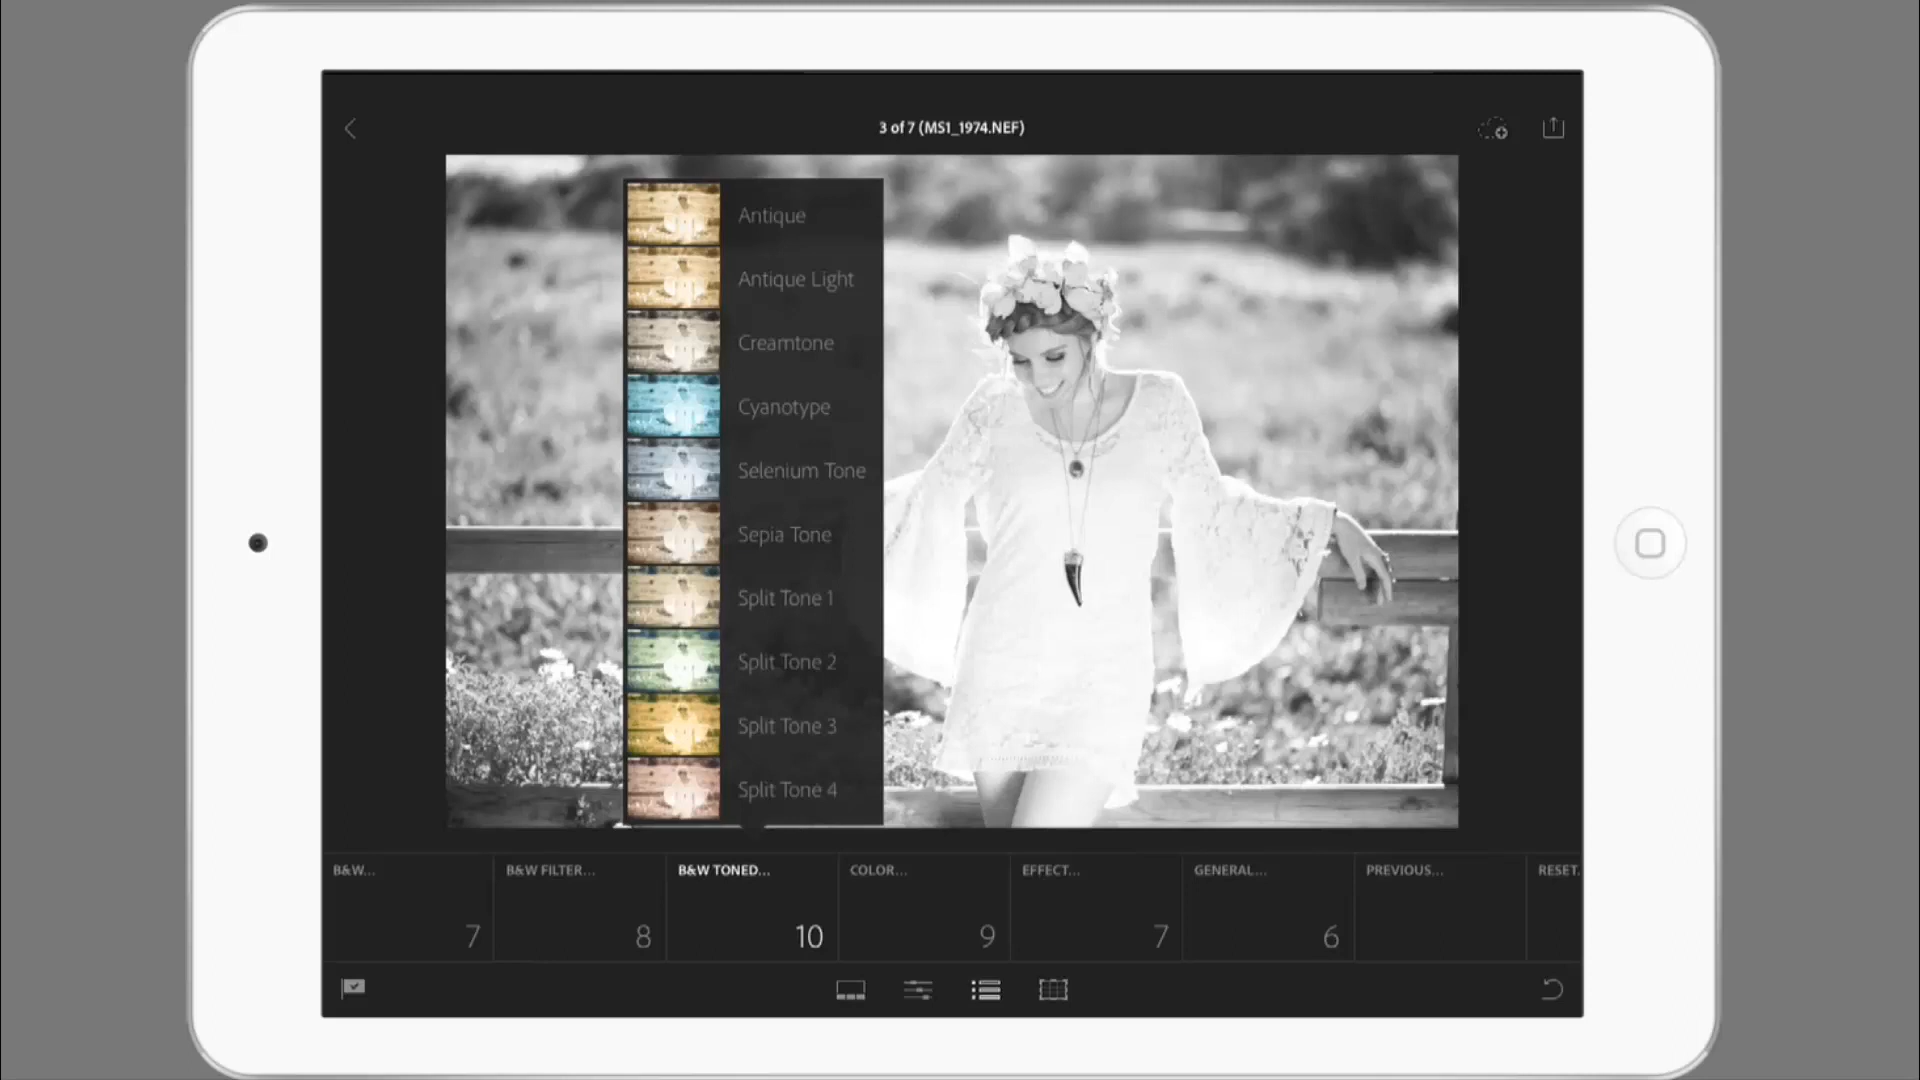 3 of 7 (MS1_1974.NEF)
Antique
Antique Light
Creamtone
Cyanotype
Selenium Tone
Sepia Tone
Split Tone 1
Split Tone 2
Split Tone 3
Split Tone 4
B&W...
B&W FILTER...
B&W TONED...
COLOR...
EFFECT...
GENERAL...
PREVIOUS...
RESET.
7
8
10
9
7
6